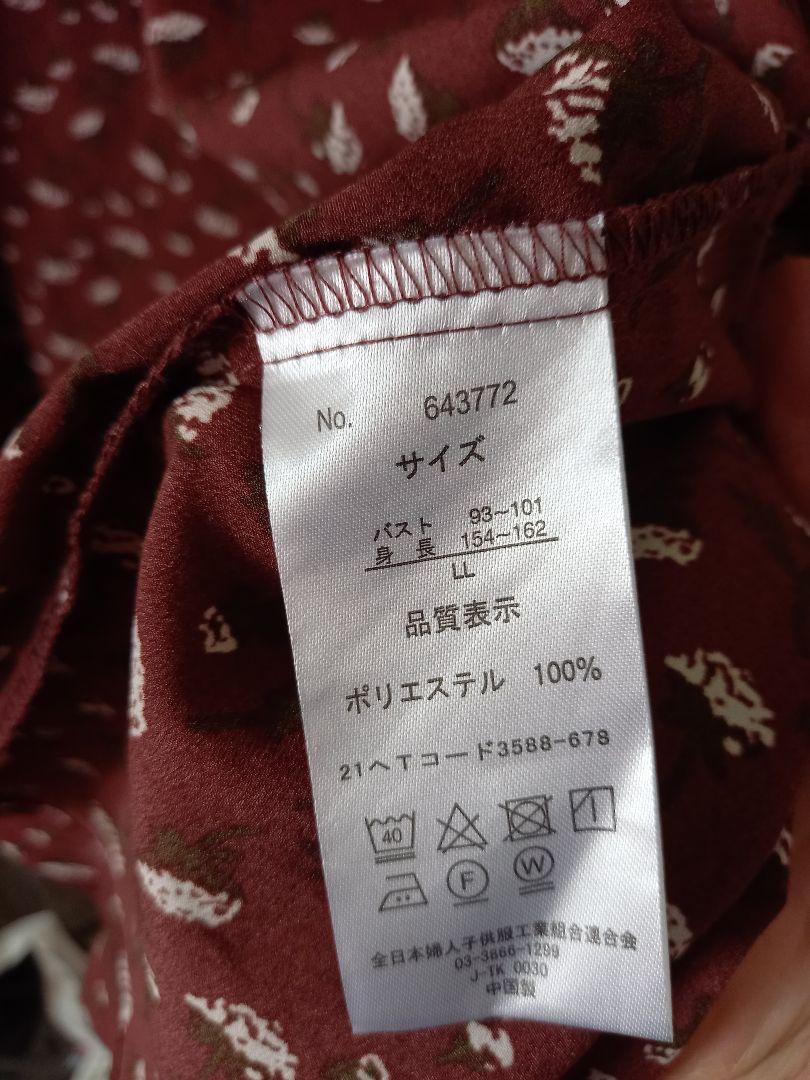 No. 643772
サイズ
バスト 93~101
身長 154~162
LL
品質表示
ポリエステル 100%
21ヘTコード3588-678
40
F W
全日本婦人子供服工業組合連合会
03-3866-1299
J-TK 0030
中国製